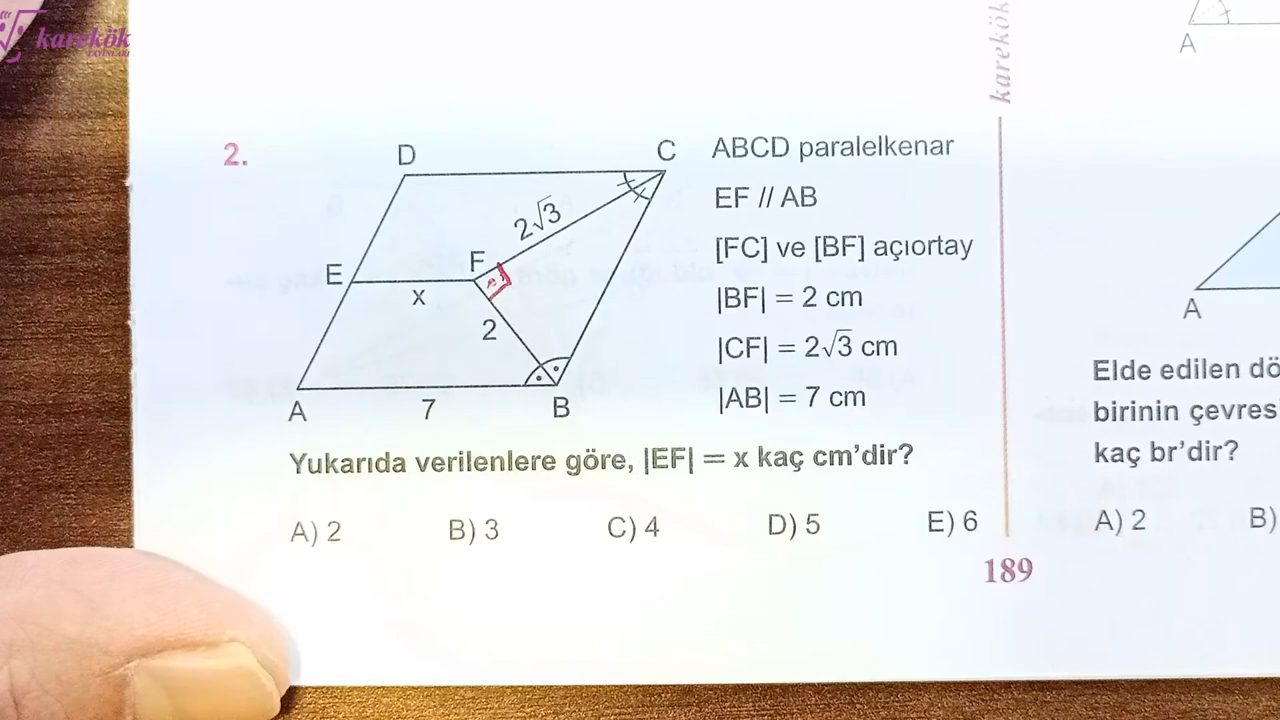 karekök
YAYINLARI
karekök
A
2.
D
C
ABCD paralelkenar
EF // AB
2√3
[FC] ve [BF] açıortay
F
E
x
|BF| = 2 cm
2
|CF| = 2√3 cm
|AB| = 7 cm
A
7
B
Yukarıda verilenlere göre, |EF| = x kaç cm'dir?
A) 2 B) 3 C) 4 D) 5 E) 6
189
A
Elde edilen dö
birinin çevres
kaç br'dir?
A) 2 B)